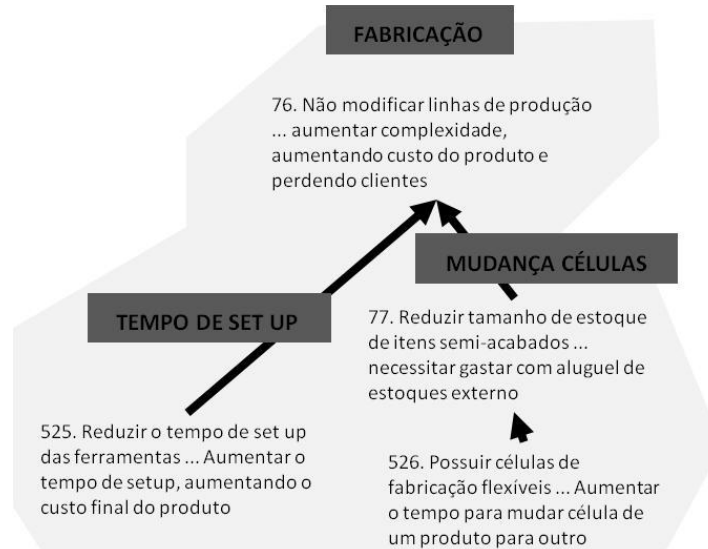 FABRICAÇÃO
76. Não modificar linhas de produção
... aumentar complexidade,
aumentando custo do produto e
perdendo clientes
MUDANÇA CÉLULAS
TEMPO DE SET UP
77. Reduzir tamanho de estoque
de itens semi-acabados ...
necessitar gastar com aluguel de
estoques externo
525. Reduzir o tempo de set up
das ferramentas ... Aumentar o
tempo de setup, aumentando o
custo final do produto
526. Possuir células de
fabricação flexíveis ... Aumentar
o tempo para mudar célula de
um produto para outro